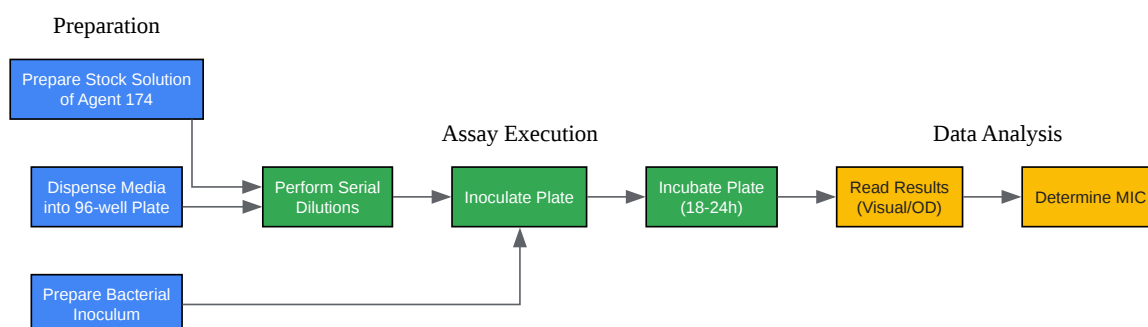 Preparation
Prepare Stock Solution
of Agent 174
Assay Execution
Data Analysis
Dispense Media
into 96-well Plate
Perform Serial
Dilutions
Inoculate Plate
Incubate Plate
(18-24h)
Read Results
(Visual/OD)
Determine MIC
Prepare Bacterial
Inoculum